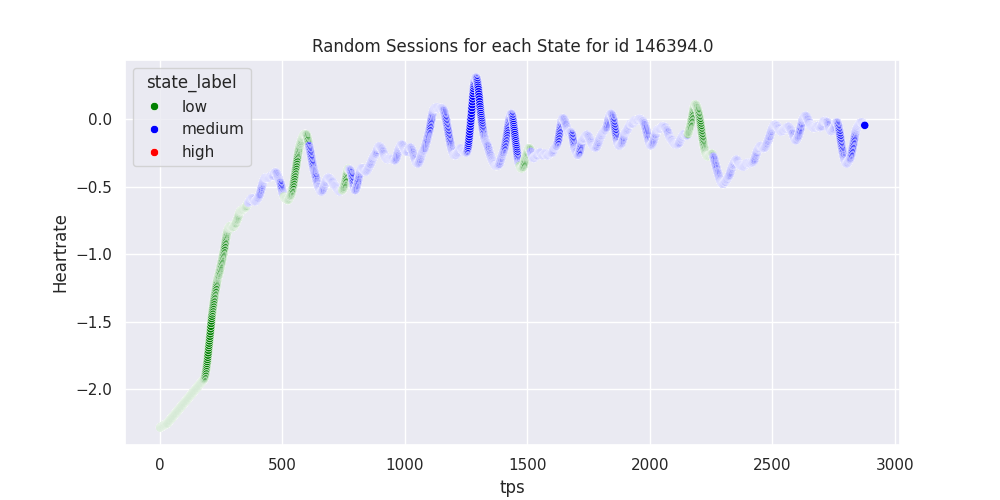 Random Sessions for each State for id 146394.0
state_label
low
medium
high
Heartrate
0.0
−0.5
−1.0
−1.5
−2.0
0 500 1000 1500 2000 2500 3000
tps